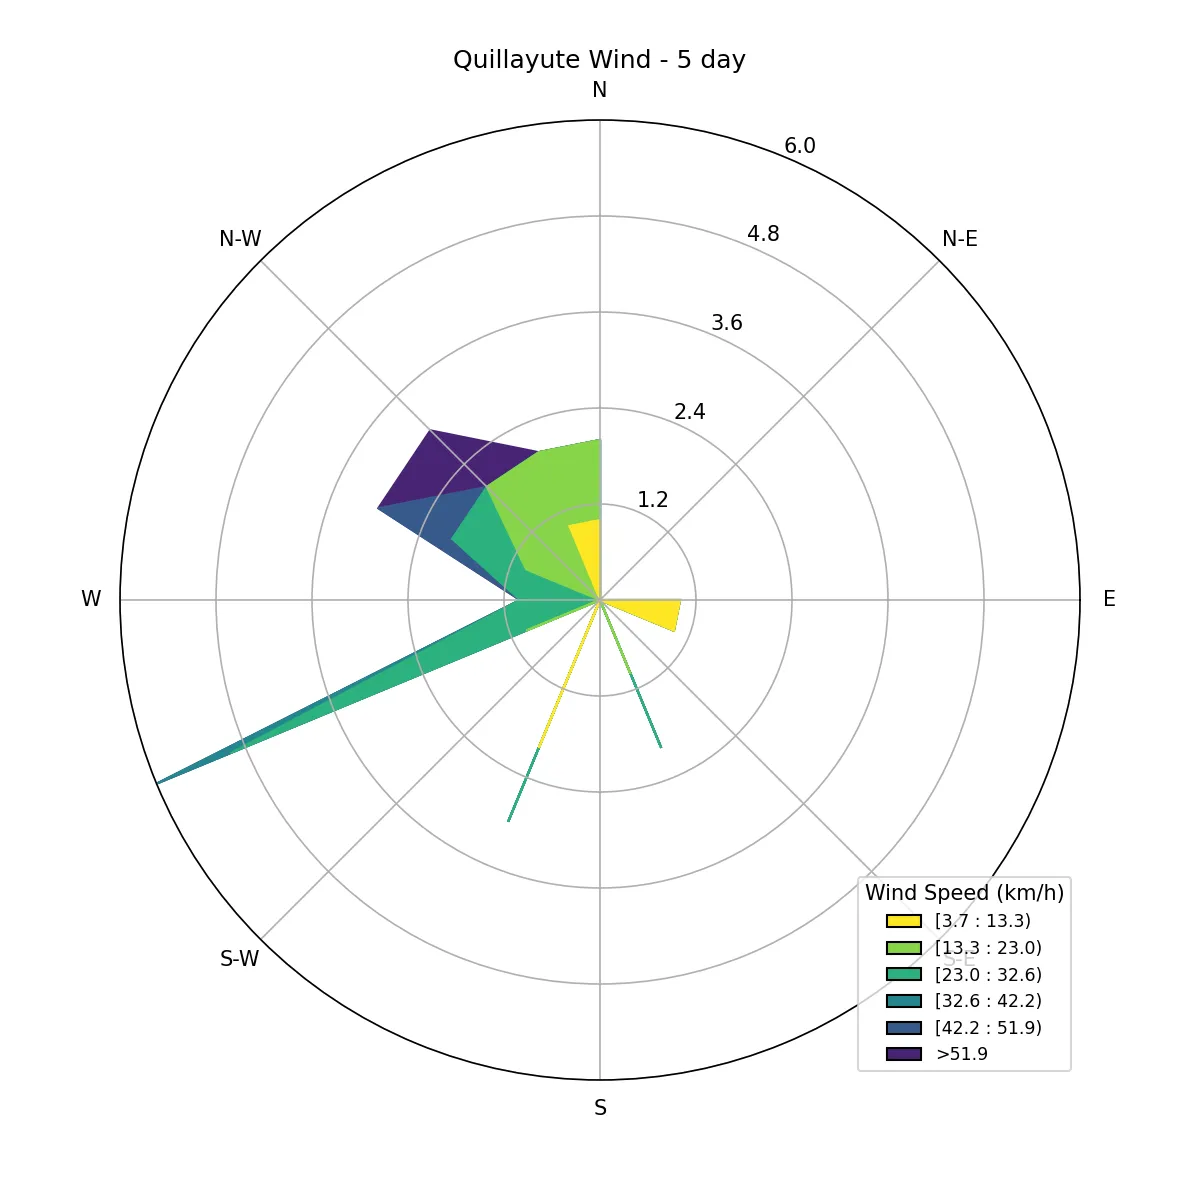 Quillayute Wind - 5 day
N
6.0
N-W
4.8
N-E
3.6
2.4
1.2
W
E
Wind Speed (km/h)
[3.7 : 13.3)
[13.3 : 23.0)
S-W
S-E
[23.0 : 32.6)
[32.6 : 42.2)
[42.2 : 51.9)
>51.9
S